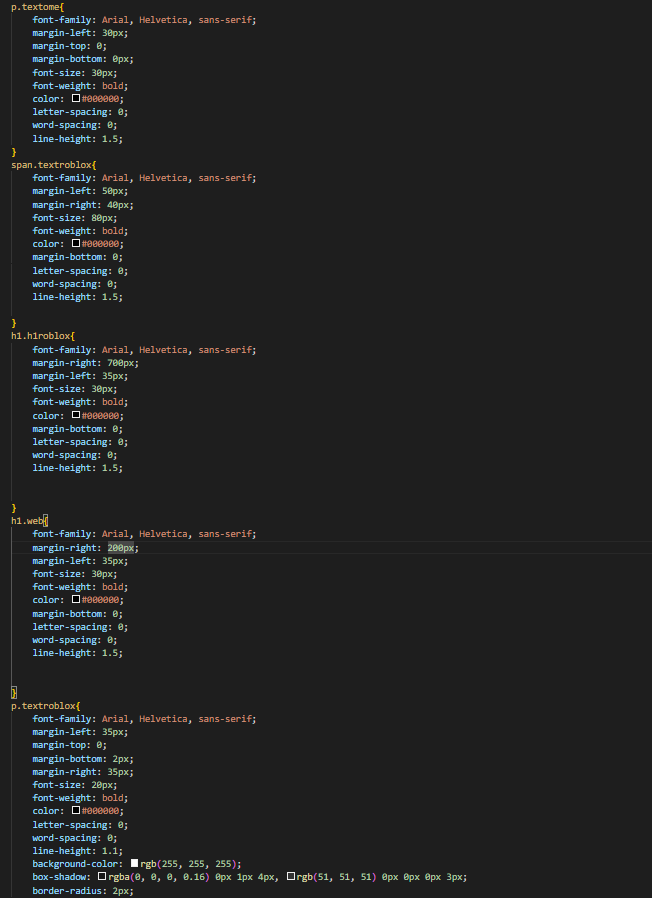 p.textome{
font-family: Arial, Helvetica, sans-serif;
margin-left: 30px;
margin-top: 0;
margin-bottom: 0px;
font-size: 30px;
font-weight: bold;
color: #000000;
letter-spacing: 0;
word-spacing: 0;
line-height: 1.5;
}
span.textroblox{
font-family: Arial, Helvetica, sans-serif;
margin-left: 50px;
margin-right: 40px;
font-size: 80px;
font-weight: bold;
color: #000000;
margin-bottom: 0;
letter-spacing: 0;
word-spacing: 0;
line-height: 1.5;
}
h1.h1roblox{
font-family: Arial, Helvetica, sans-serif;
margin-right: 700px;
margin-left: 35px;
font-size: 30px;
font-weight: bold;
color: #000000;
margin-bottom: 0;
letter-spacing: 0;
word-spacing: 0;
line-height: 1.5;
}
h1.web{
font-family: Arial, Helvetica, sans-serif;
margin-right: 200px;
margin-left: 35px;
font-size: 30px;
font-weight: bold;
color: #000000;
margin-bottom: 0;
letter-spacing: 0;
word-spacing: 0;
line-height: 1.5;
}
p.textroblox{
font-family: Arial, Helvetica, sans-serif;
margin-left: 35px;
margin-top: 0;
margin-bottom: 2px;
margin-right: 35px;
font-size: 20px;
font-weight: bold;
color: #000000;
letter-spacing: 0;
word-spacing: 0;
line-height: 1.1;
background-color: rgb(255, 255, 255);
box-shadow: rgba(0, 0, 0, 0.16) 0px 1px 4px, rgb(51, 51, 51) 0px 0px 0px 3px;
border-radius: 2px;